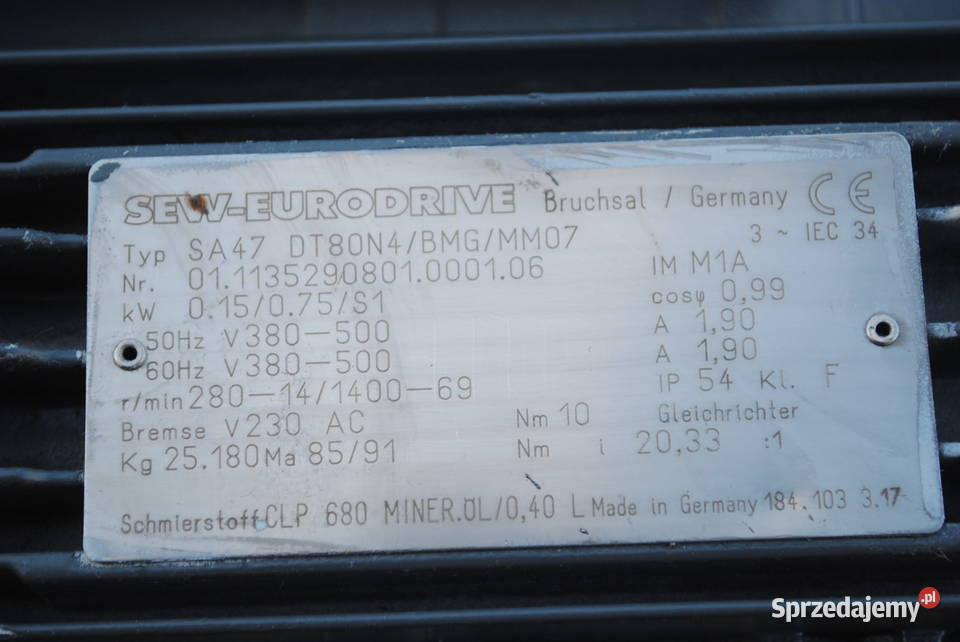 SEW-EURODRIVE Bruchsal / Germany CE
Typ SA47 DT80N4/BMG/MM07 3 ~ IEC 34
Nr. 01.1135290801.0001.06 IM M1A
kW 0.15/0.75/S1 cosφ 0,99
50Hz V380-500 A 1,90
60Hz V380-500 A 1,90
r/min 280-14/1400-69 IP 54 Kl. F
Bremse V230 AC Nm 10 Gleichrichter
Kg 25.180 Ma 85/91 Nm i 20,33 :1
Schmierstoff CLP 680 MINER.ÖL/0,40 L Made in Germany 184.103 3.17
Sprzedajemy.pl